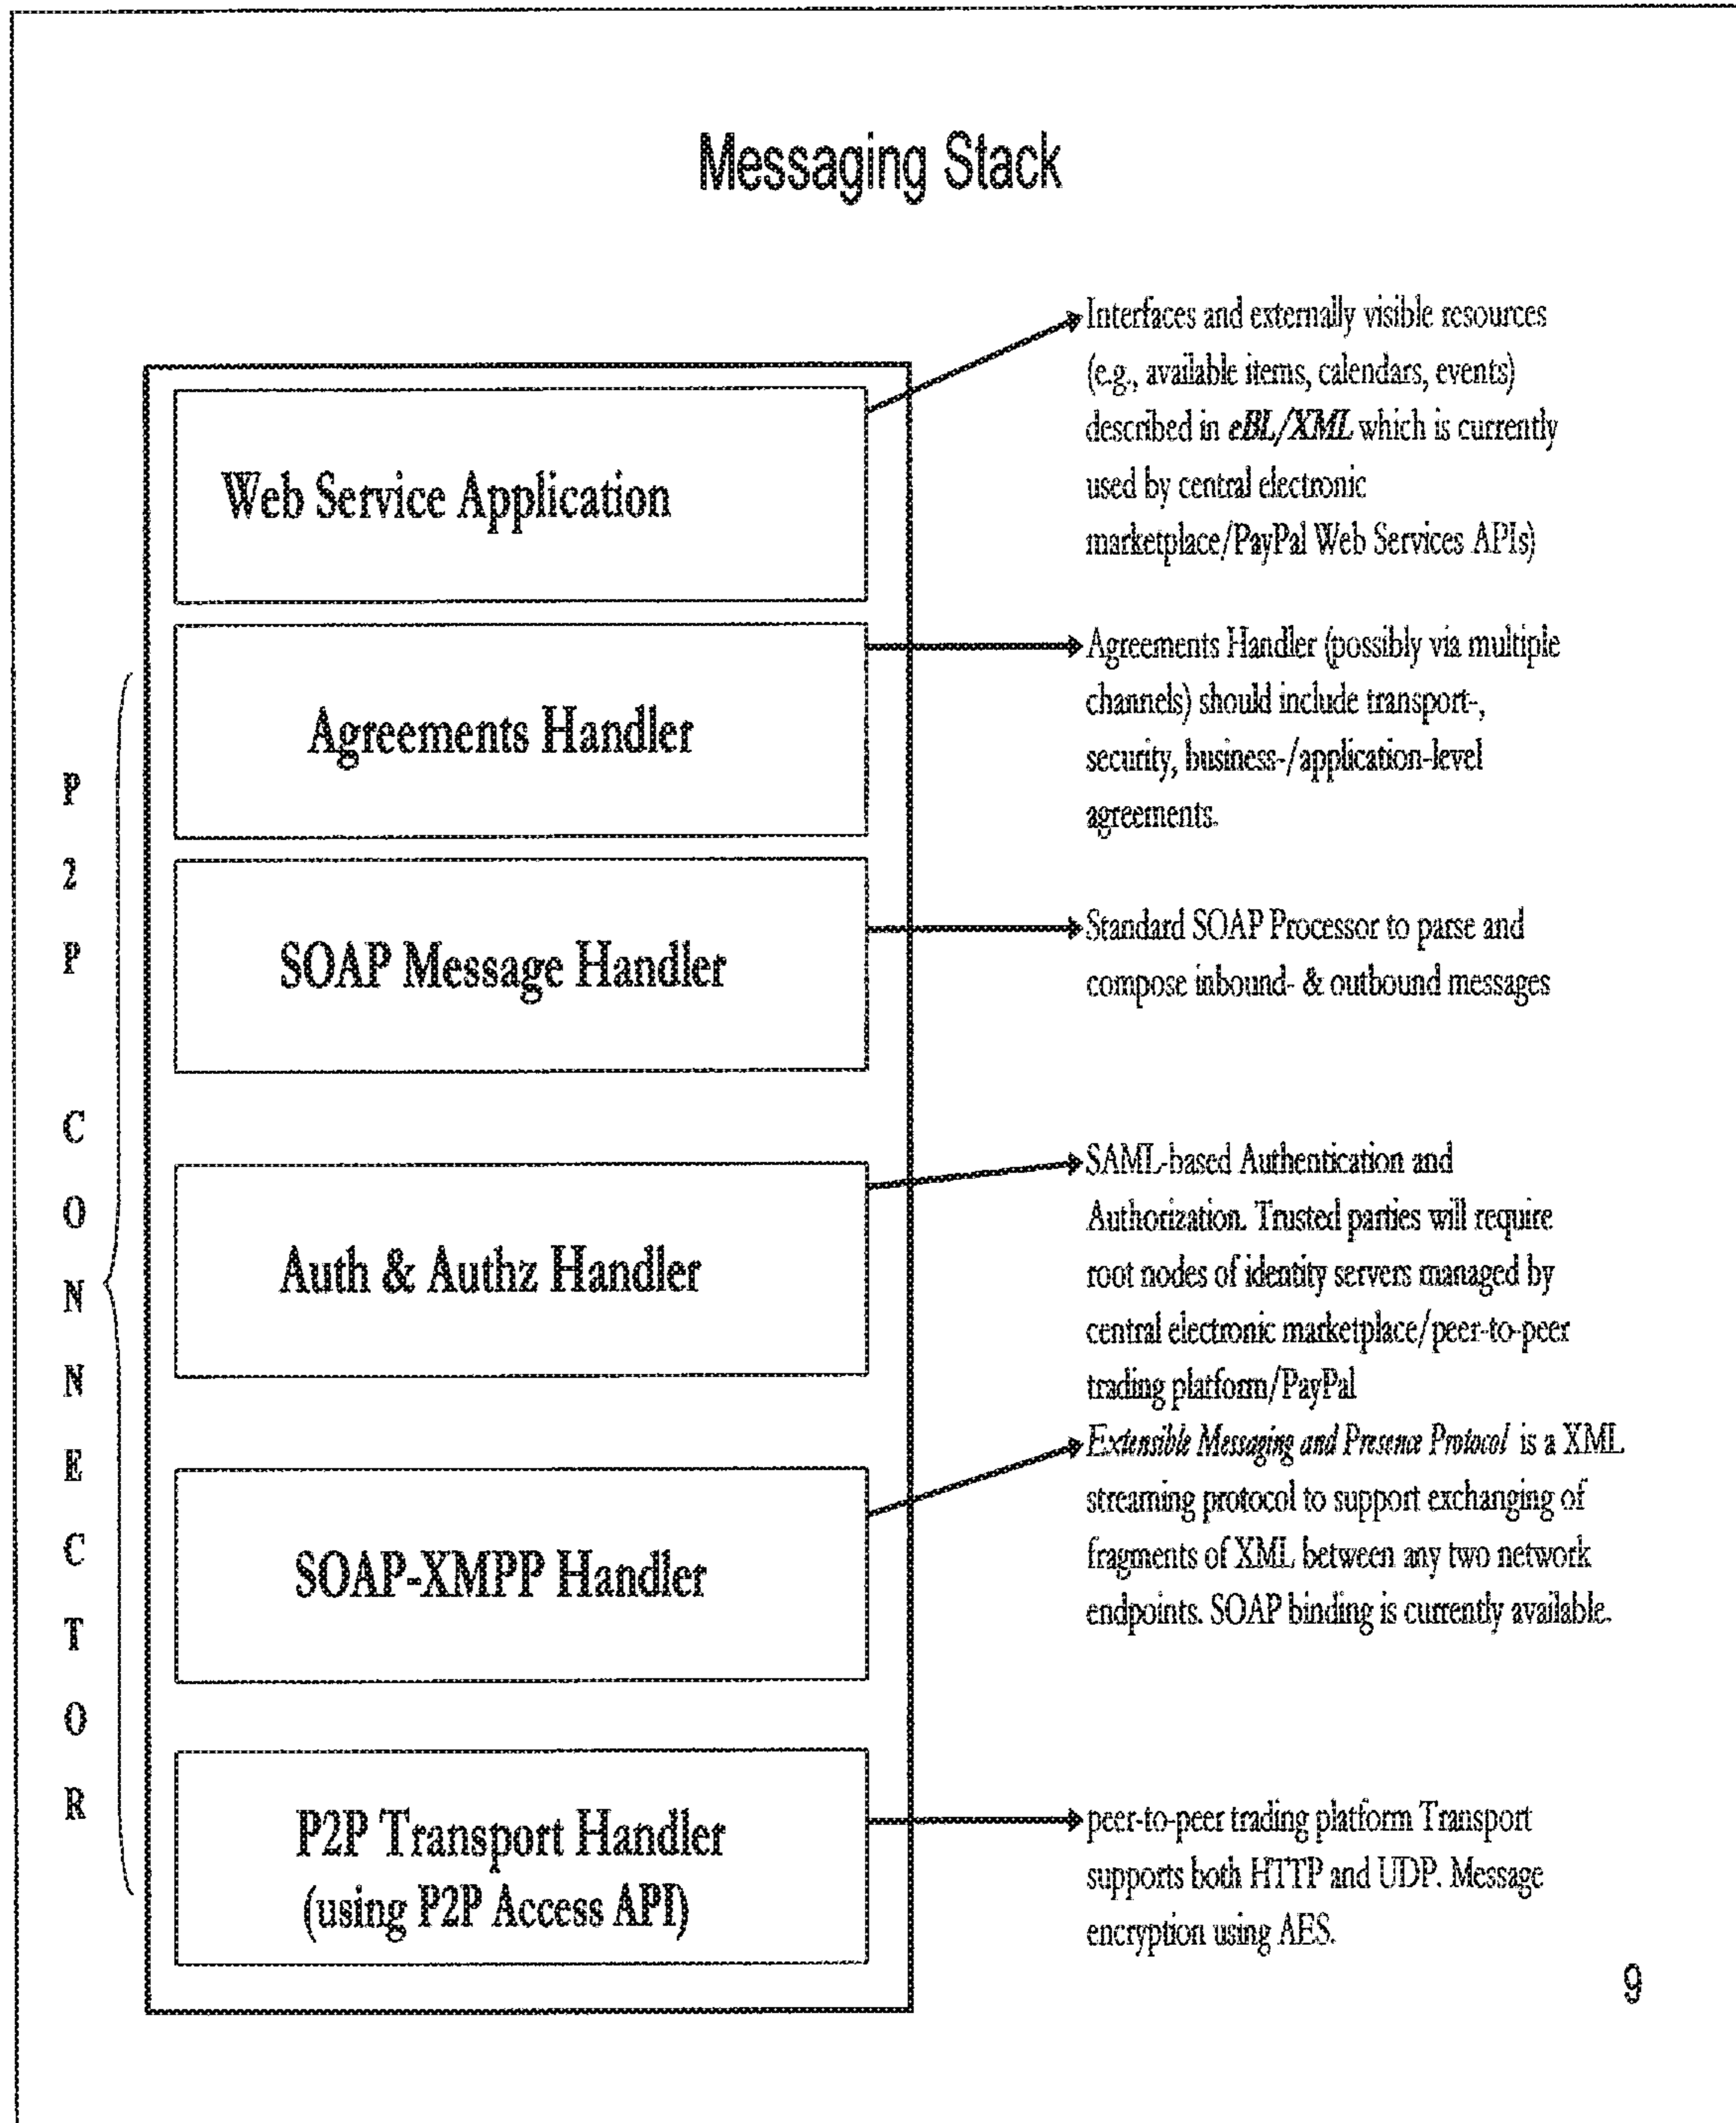 Messaging Stack
Web Service Application
Interfaces and externally visible resources
(e.g., available items, calendars, events)
described in eBL/XML which is currently
used by central electronic
marketplace/PayPal Web Services APIs)
Agreements Handler
Agreements Handler (possibly via multiple
channels) should include transport-,
security, business-/application-level
agreements.
SOAP Message Handler
Standard SOAP Processor to parse and
compose inbound- & outbound messages
Auth & Authz Handler
SAML-based Authentication and
Authorization. Trusted parties will require
root nodes of identity servers managed by
central electronic marketplace/peer-to-peer
trading platform/PayPal
SOAP-XMPP Handler
Extensible Messaging and Presence Protocol is a XML
streaming protocol to support exchanging of
fragments of XML between any two network
endpoints. SOAP binding is currently available.
P2P Transport Handler
(using P2P Access API)
peer-to-peer trading platform Transport
supports both HTTP and UDP. Message
encryption using AES.
P2P CONNECTOR
9